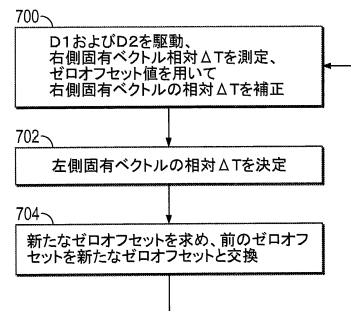 700
D1およびD2を駆動、
右側固有ベクトル相対ΔTを測定、
ゼロオフセット値を用いて
右側固有ベクトルの相対ΔTを補正
702
左側固有ベクトルの相対ΔTを決定
704
新たなゼロオフセットを求め、前のゼロオフ
セットを新たなゼロオフセットと交換